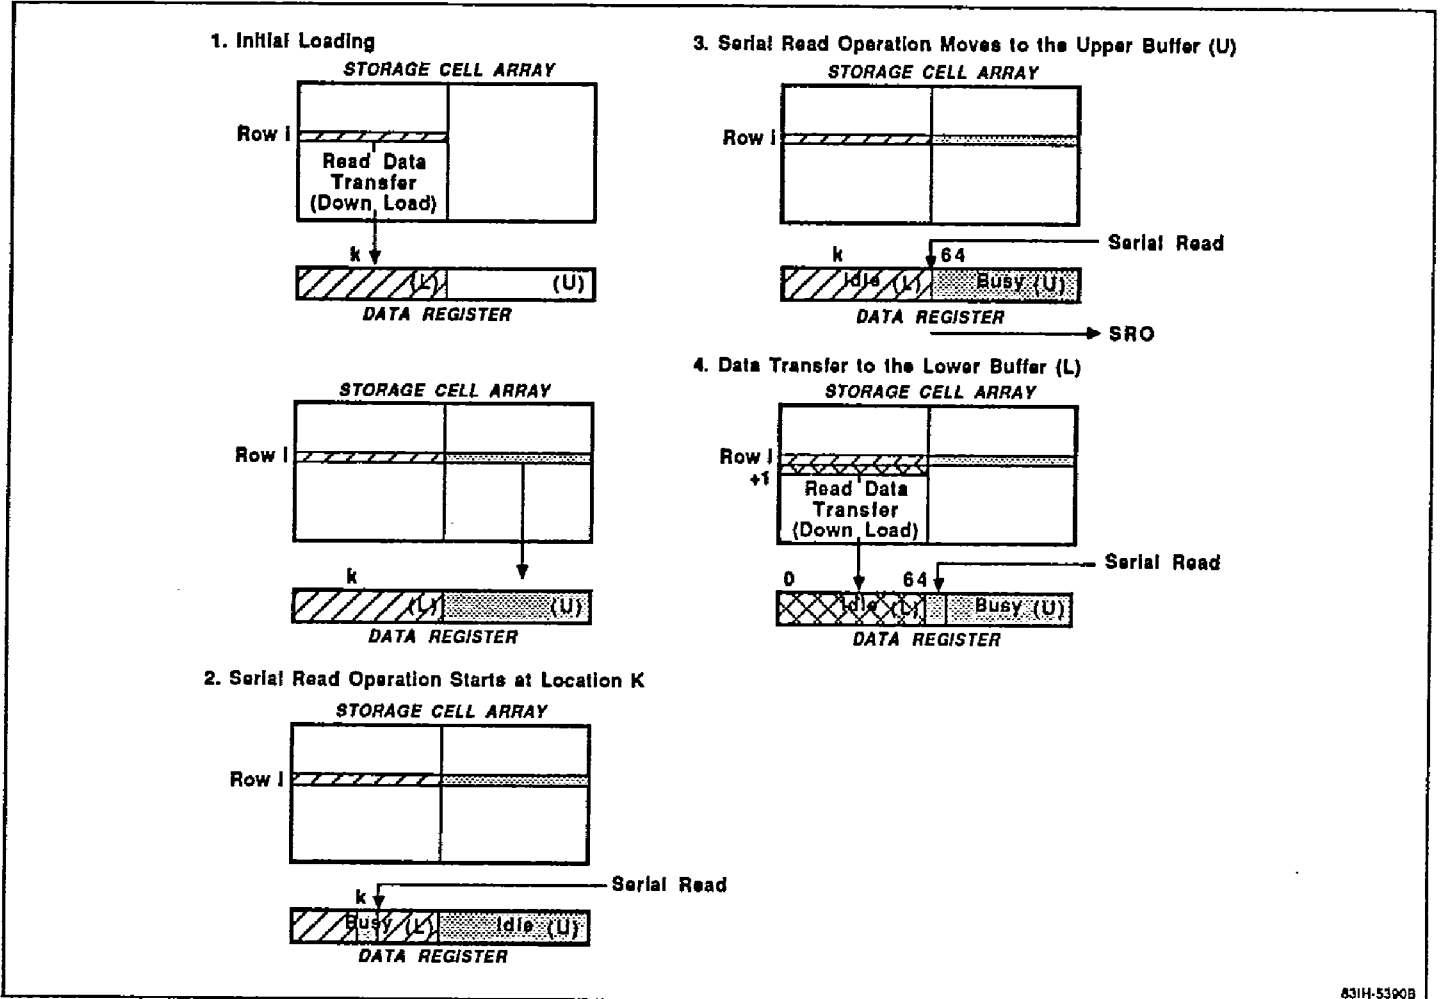 1. Initial Loading
STORAGE CELL ARRAY
Row i
Read Data
Transfer
(Down Load)
k
(L)
(U)
DATA REGISTER
STORAGE CELL ARRAY
Row i
k
(L)
(U)
DATA REGISTER
2. Serial Read Operation Starts at Location K
STORAGE CELL ARRAY
Row i
Serial Read
k
Busy (L)
Idle (U)
DATA REGISTER
3. Serial Read Operation Moves to the Upper Buffer (U)
STORAGE CELL ARRAY
Row i
Serial Read
k
64
Idle (L)
Busy (U)
DATA REGISTER
SRO
4. Data Transfer to the Lower Buffer (L)
STORAGE CELL ARRAY
Row i
+1
Read Data
Transfer
(Down Load)
Serial Read
0
64
Idle (L)
Busy (U)
DATA REGISTER
83IH-5390B